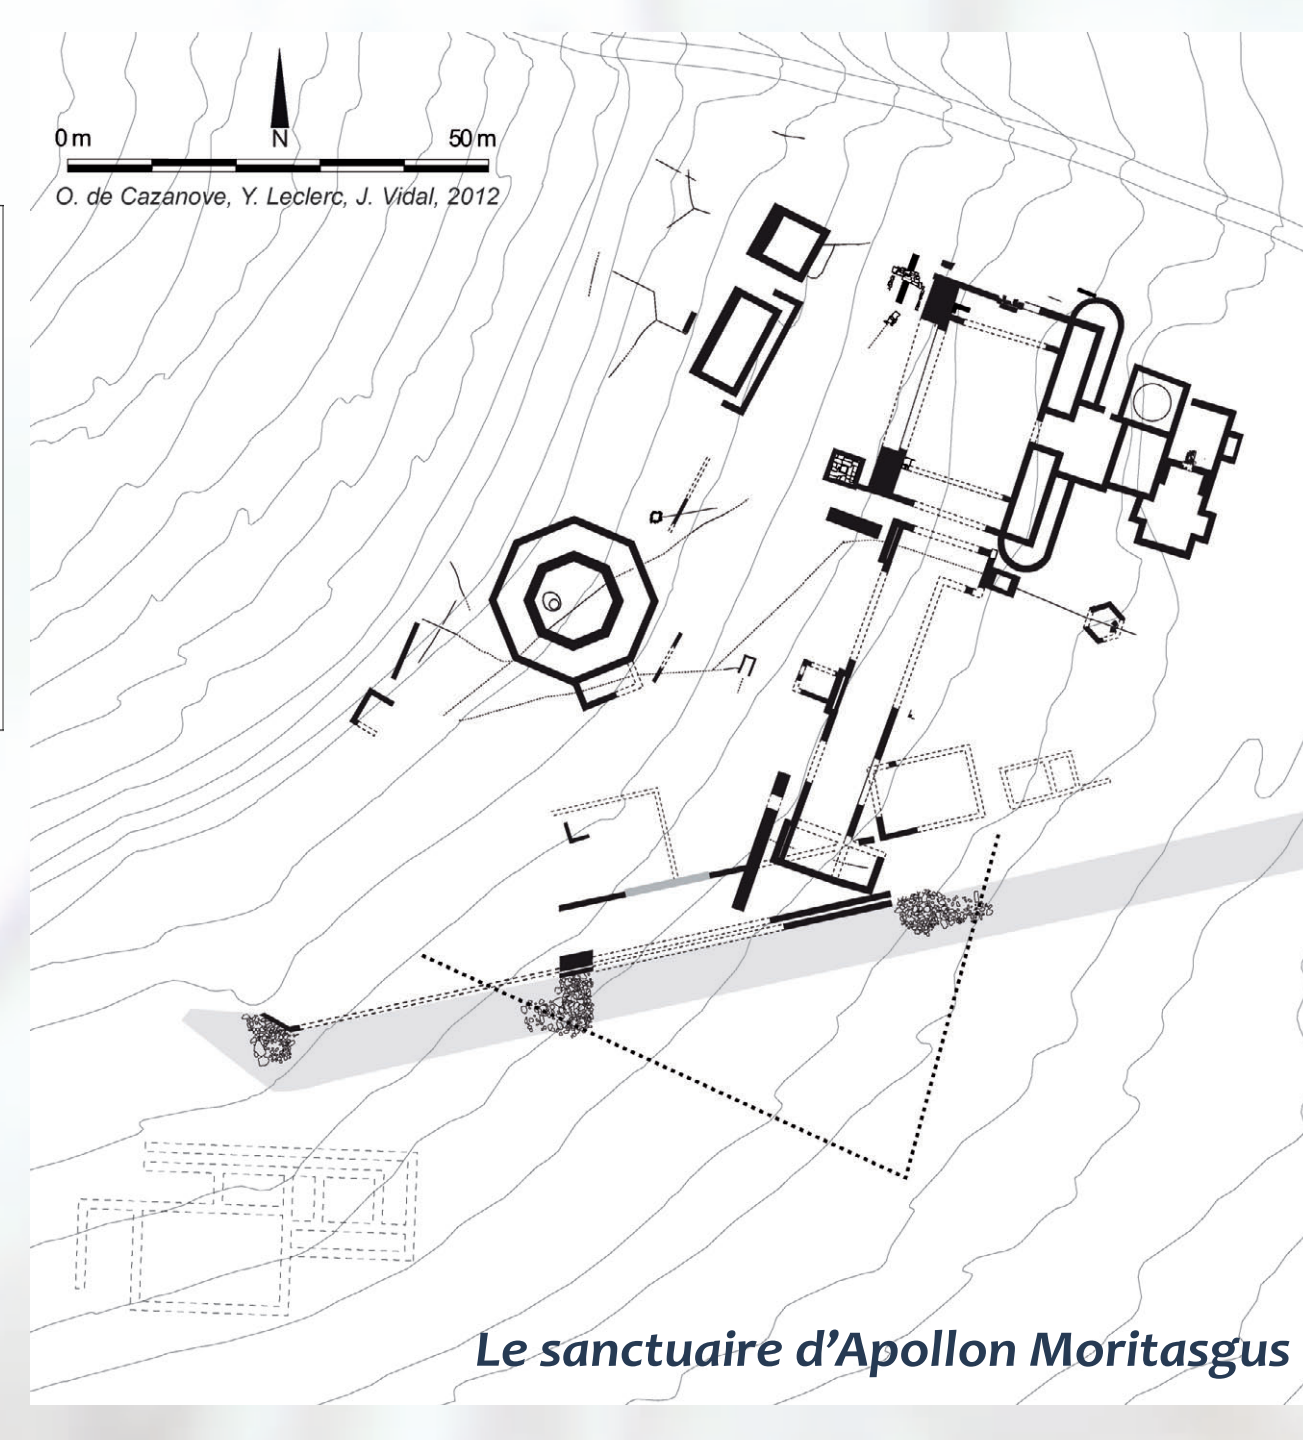 0 m
N
50 m
O. de Cazanove, Y. Leclerc, J. Vidal, 2012
Le sanctuaire d’Apollon Moritasgus